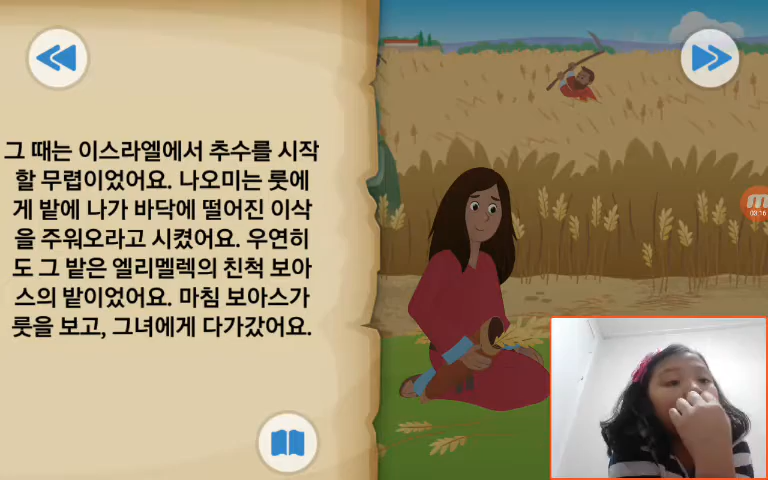 그 때는 이스라엘에서 추수를 시작
할 무렵이었어요. 나오미는 룻에
게 밭에 나가 바닥에 떨어진 이삭
을 주워오라고 시켰어요. 우연히
도 그 밭은 엘리멜렉의 친척 보아
스의 밭이었어요. 마침 보아스가
룻을 보고, 그녀에게 다가갔어요.
03:16